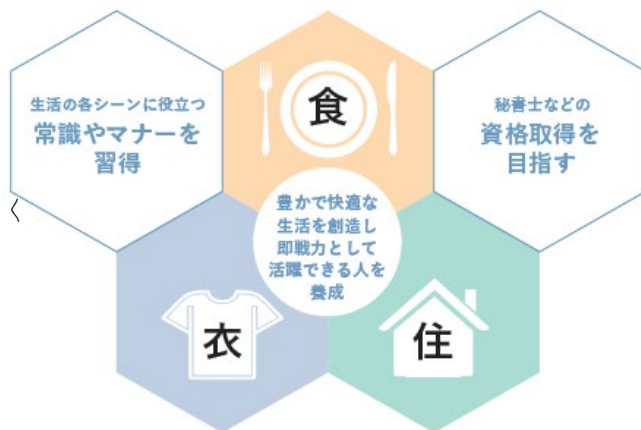 生活の各シーンに役立つ
常識やマナーを
習得
食
秘書士などの
資格取得を
目指す
豊かで快適な
生活を創造し
即戦力として
活躍できる人を
養成
衣
住